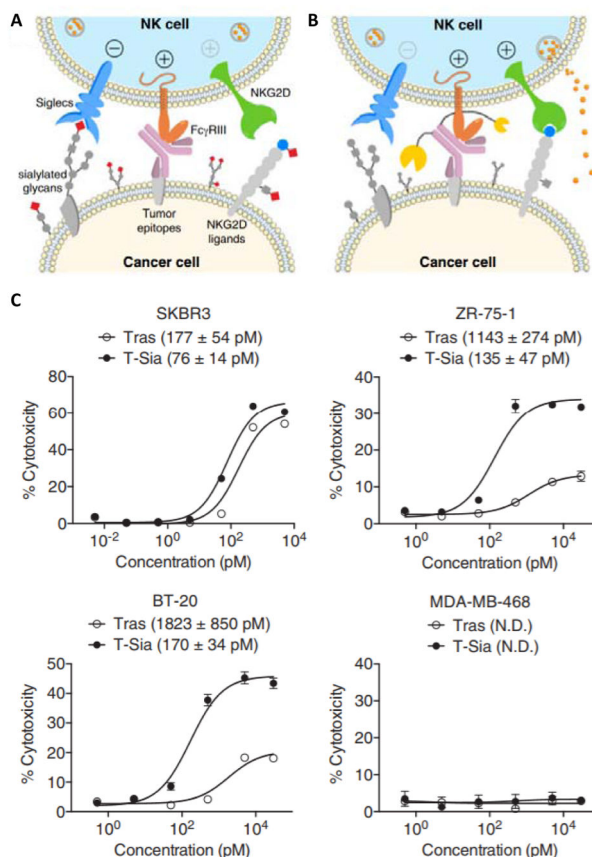 A
NK cell
Siglecs
NKG2D
FcγRIII
sialylated
glycans
Tumor
epitopes
NKG2D
ligands
Cancer cell
B
NK cell
Cancer cell
C
SKBR3
Tras (177 ± 54 pM)
T-Sia (76 ± 14 pM)
% Cytotoxicity
80
60
40
20
0
10⁻² 10⁰ 10² 10⁴
Concentration (pM)
ZR-75-1
Tras (1143 ± 274 pM)
T-Sia (135 ± 47 pM)
% Cytotoxicity
40
30
20
10
0
10⁰ 10² 10⁴
Concentration (pM)
BT-20
Tras (1823 ± 850 pM)
T-Sia (170 ± 34 pM)
% Cytotoxicity
50
40
30
20
10
0
10⁰ 10² 10⁴
Concentration (pM)
MDA-MB-468
Tras (N.D.)
T-Sia (N.D.)
% Cytotoxicity
40
30
20
10
0
10⁰ 10² 10⁴
Concentration (pM)